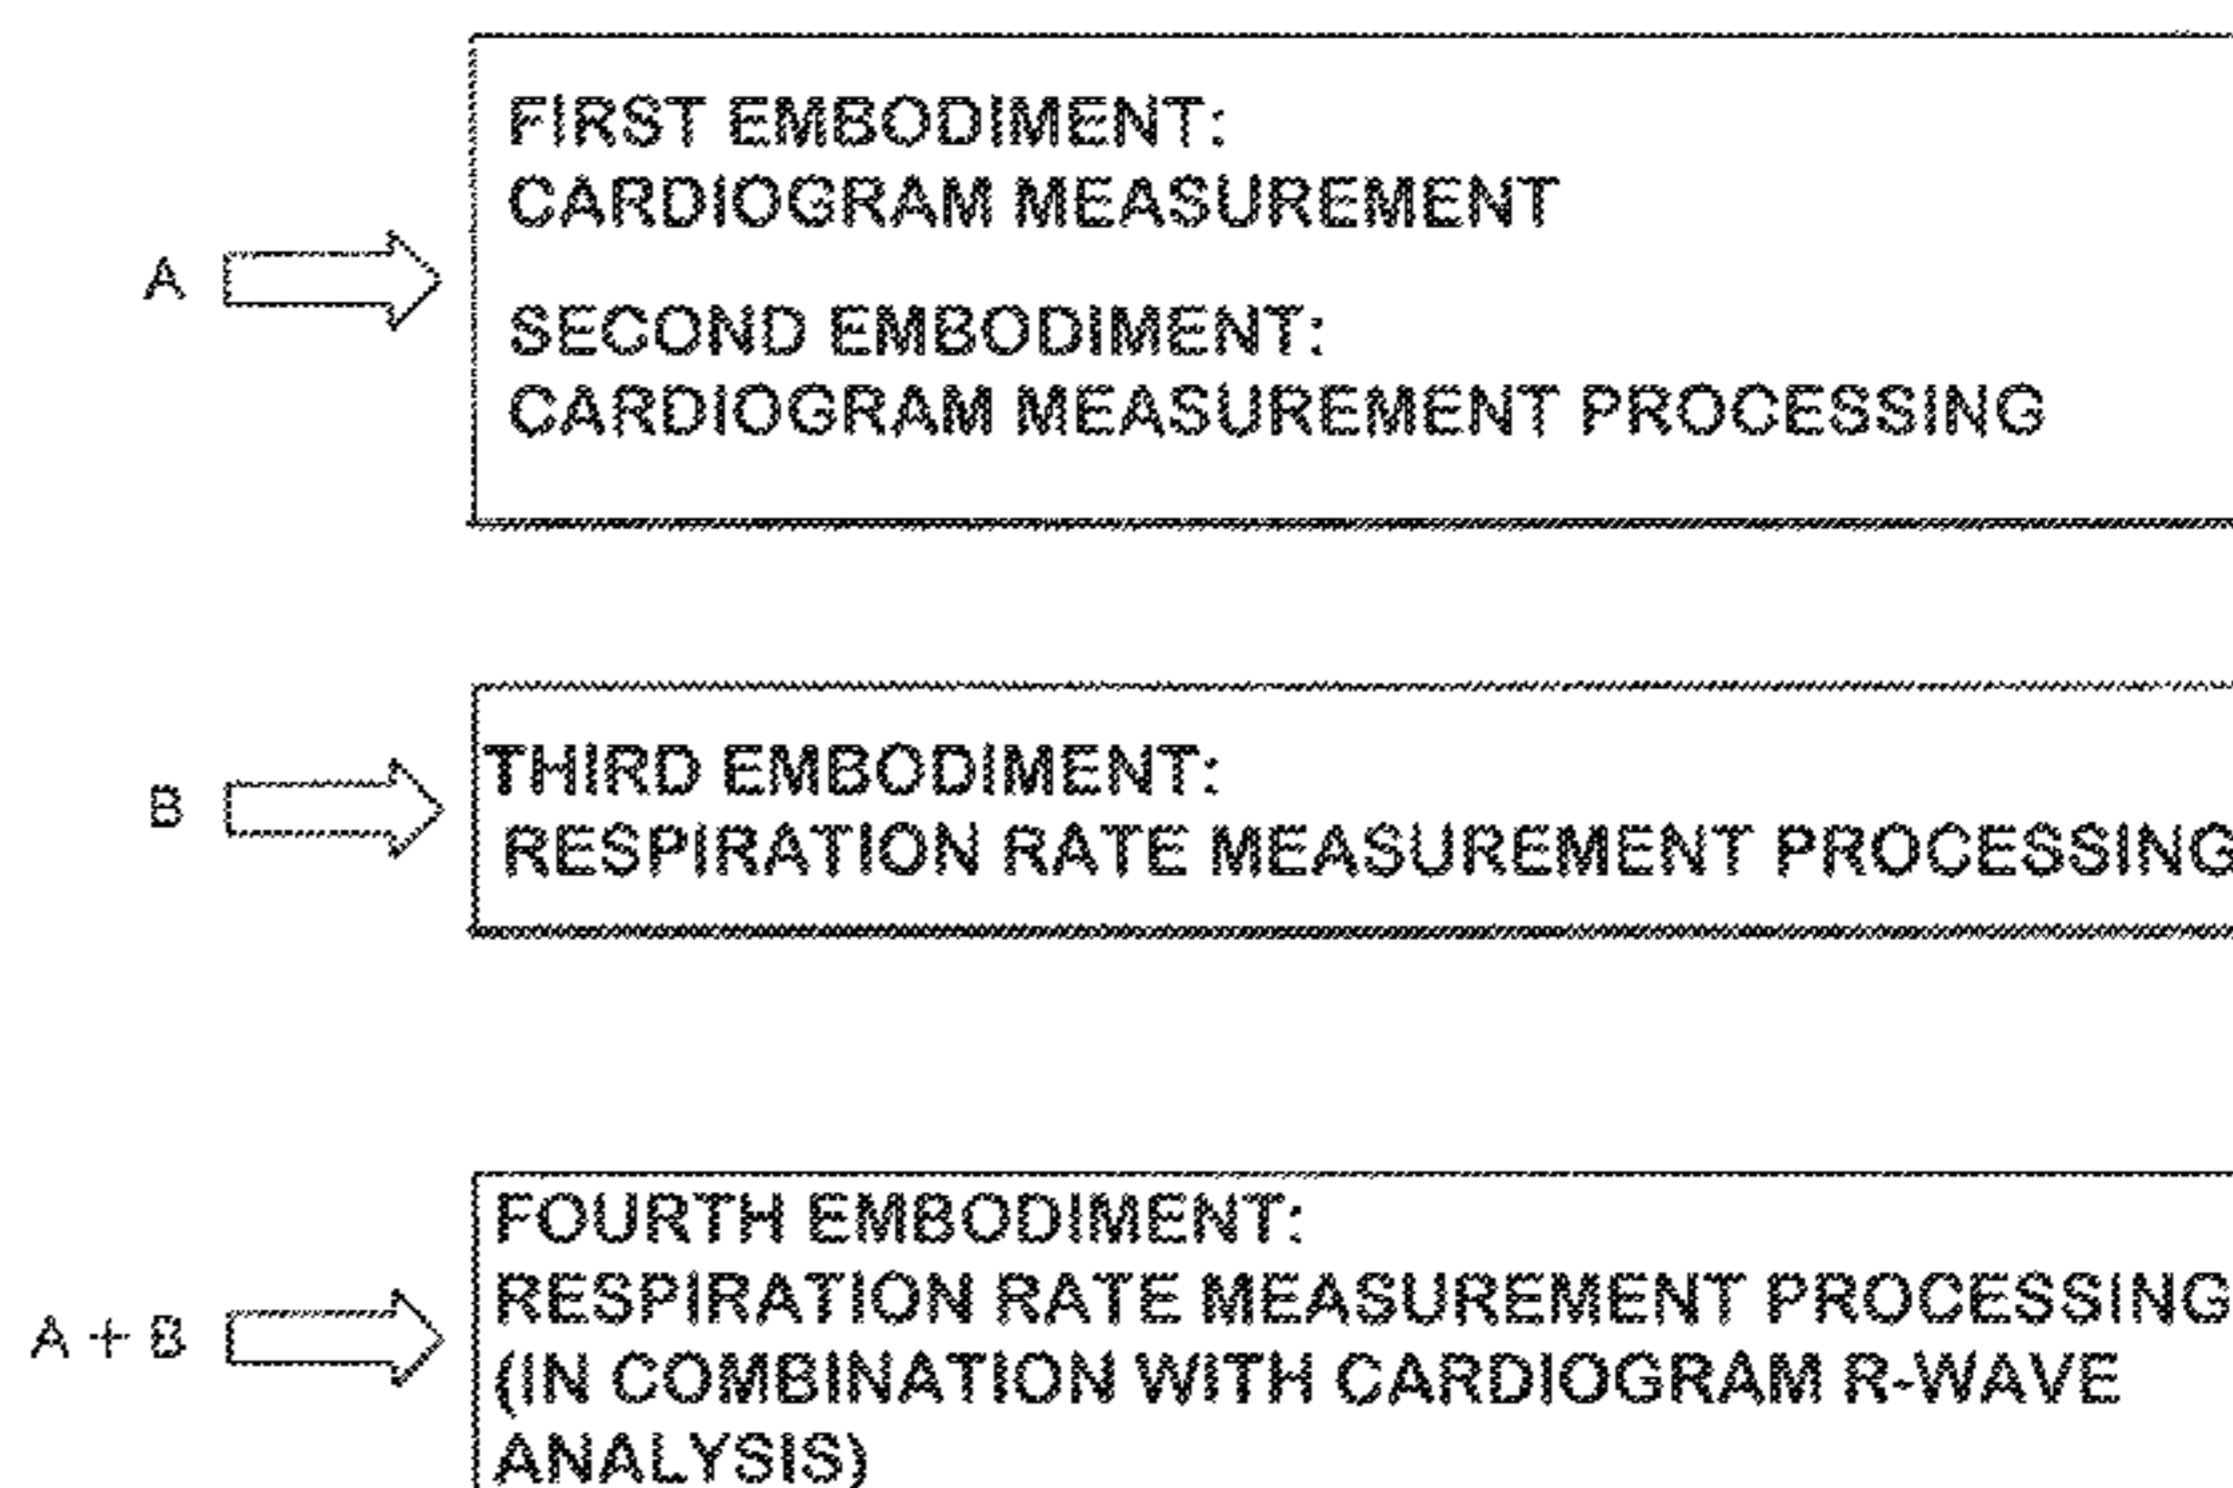 FIRST EMBODIMENT:
CARDIOGRAM MEASUREMENT
A
SECOND EMBODIMENT:
CARDIOGRAM MEASUREMENT PROCESSING
THIRD EMBODIMENT:
B
RESPIRATION RATE MEASUREMENT PROCESSING
FOURTH EMBODIMENT:
RESPIRATION RATE MEASUREMENT PROCESSING
A + B
(IN COMBINATION WITH CARDIOGRAM R-WAVE
ANALYSIS)